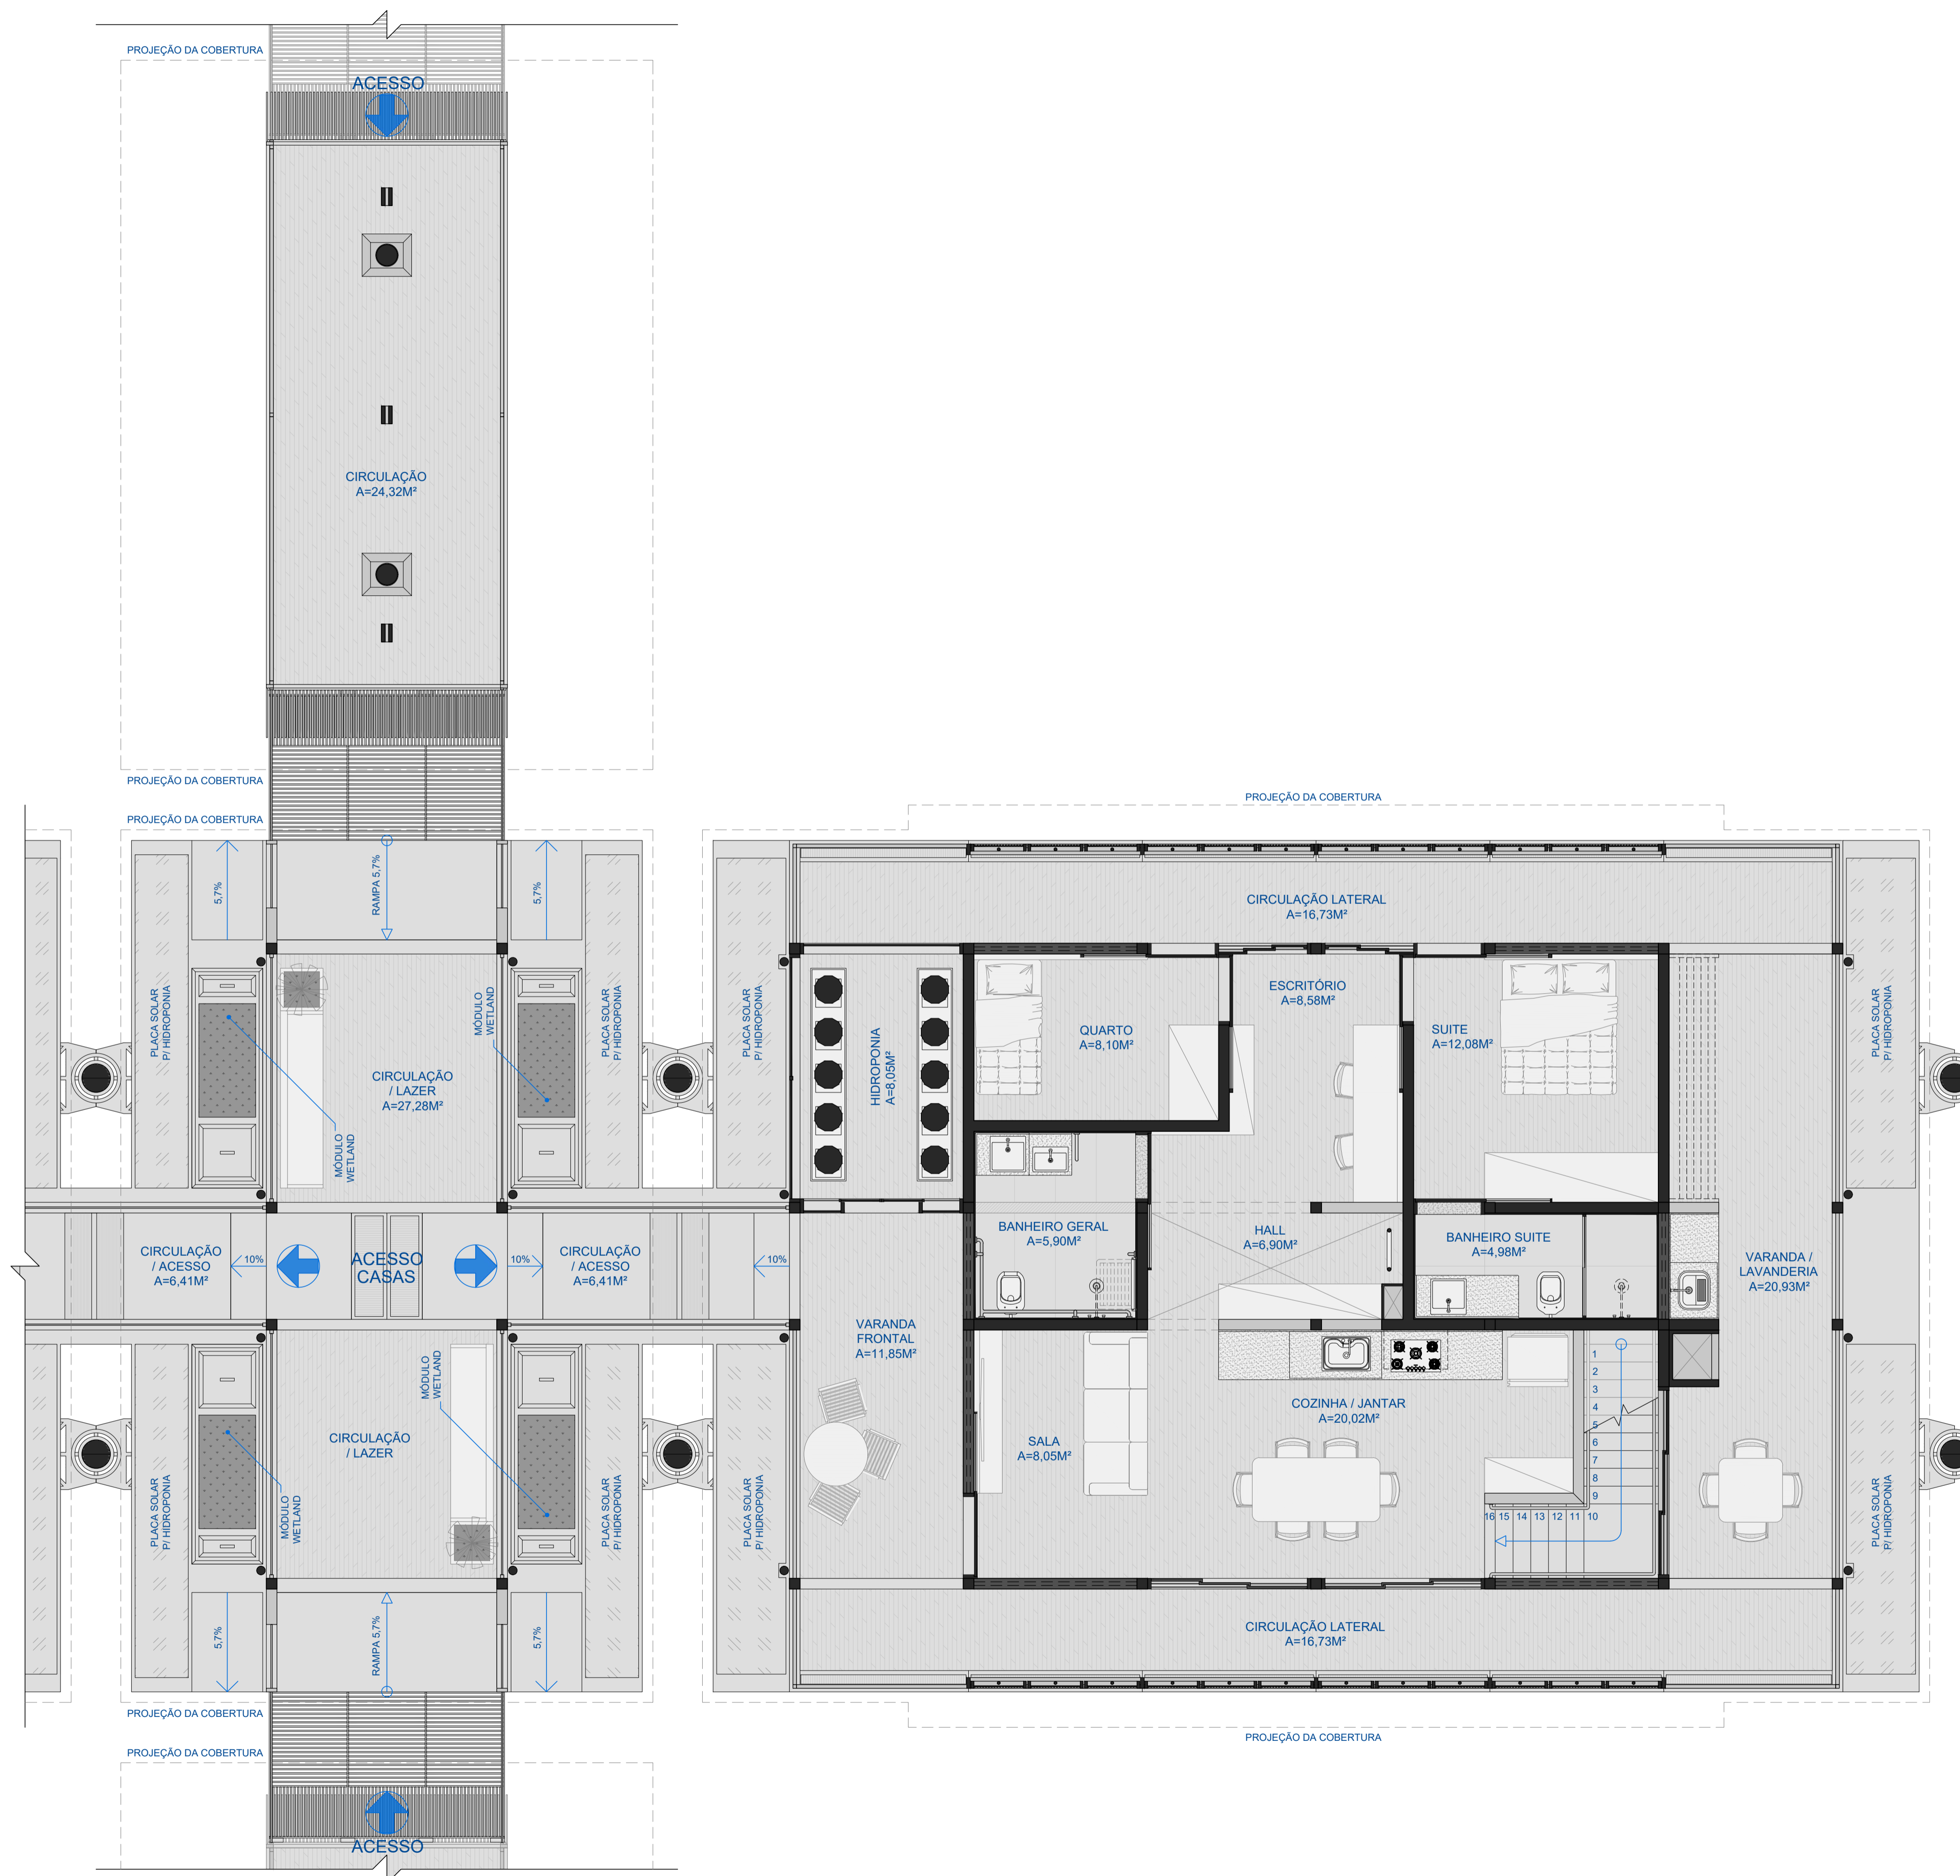 PROJEÇÃO DA COBERTURA
ACESSO
CIRCULAÇÃO
A=24,32M²
PROJEÇÃO DA COBERTURA
PROJEÇÃO DA COBERTURA
PROJEÇÃO DA COBERTURA
5,7%
RAMPA 5,7%
5,7%
CIRCULAÇÃO LATERAL
A=16,73M²
PLACA SOLAR
P/ HIDROPONIA
MÓDULO
WETLAND
PLACA SOLAR
P/ HIDROPONIA
PLACA SOLAR
P/ HIDROPONIA
PLACA SOLAR
P/ HIDROPONIA
CIRCULAÇÃO
/ LAZER
A=27,28M²
MÓDULO
WETLAND
HIDROPONIA
A=8,05M²
QUARTO
A=8,10M²
ESCRITÓRIO
A=8,58M²
SUITE
A=12,08M²
CIRCULAÇÃO
/ ACESSO
A=6,41M²
10%
ACESSO
CASAS
10%
CIRCULAÇÃO
/ ACESSO
A=6,41M²
10%
BANHEIRO GERAL
A=5,90M²
HALL
A=6,90M²
BANHEIRO SUITE
A=4,98M²
VARANDA /
LAVANDERIA
A=20,93M²
VARANDA
FRONTAL
A=11,85M²
MÓDULO
WETLAND
CIRCULAÇÃO
/ LAZER
SALA
A=8,05M²
COZINHA / JANTAR
A=20,02M²
1
2
3
4
5
6
7
8
9
16 15 14 13 12 11 10
PLACA SOLAR
P/ HIDROPONIA
MÓDULO
WETLAND
PLACA SOLAR
P/ HIDROPONIA
PLACA SOLAR
P/ HIDROPONIA
PLACA SOLAR
P/ HIDROPONIA
5,7%
RAMPA 5,7%
5,7%
CIRCULAÇÃO LATERAL
A=16,73M²
PROJEÇÃO DA COBERTURA
PROJEÇÃO DA COBERTURA
PROJEÇÃO DA COBERTURA
ACESSO